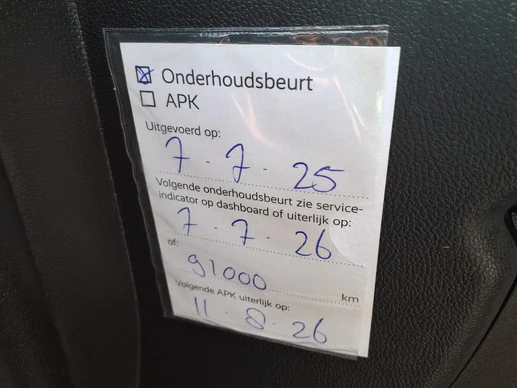 ☒ Onderhoudsbeurt
☐ APK
Uitgevoerd op:
7 . 7 . 25
Volgende onderhoudsbeurt zie service-
indicator op dashboard of uiterlijk op:
7 . 7 . 26
of:
91000 km
Volgende APK uiterlijk op:
11 . 8 . 26